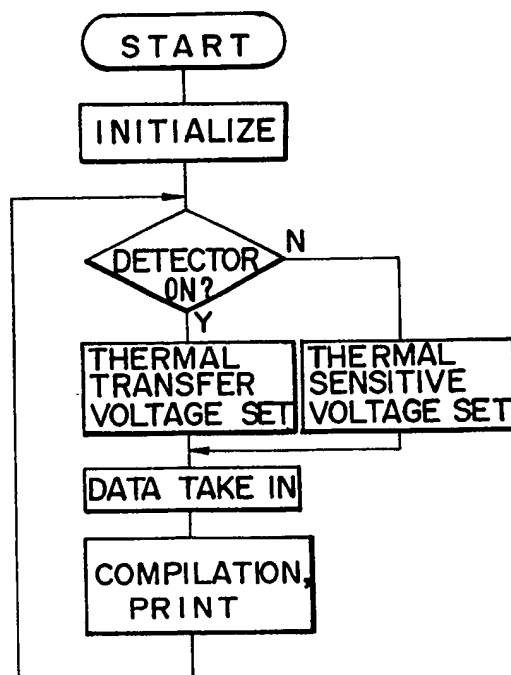 START
INITIALIZE
DETECTOR
ON?
N
Y
THERMAL
TRANSFER
VOLTAGE SET
THERMAL
SENSITIVE
VOLTAGE SET
DATA TAKE IN
COMPILATION,
PRINT